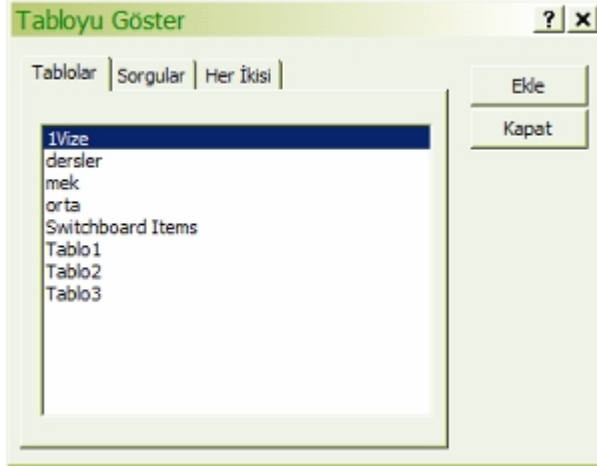 Tabloyu Göster
? x
Tablolar Sorgular Her İkisi
Ekle
Kapat
1Vize
dersler
mek
orta
Switchboard Items
Tablo1
Tablo2
Tablo3